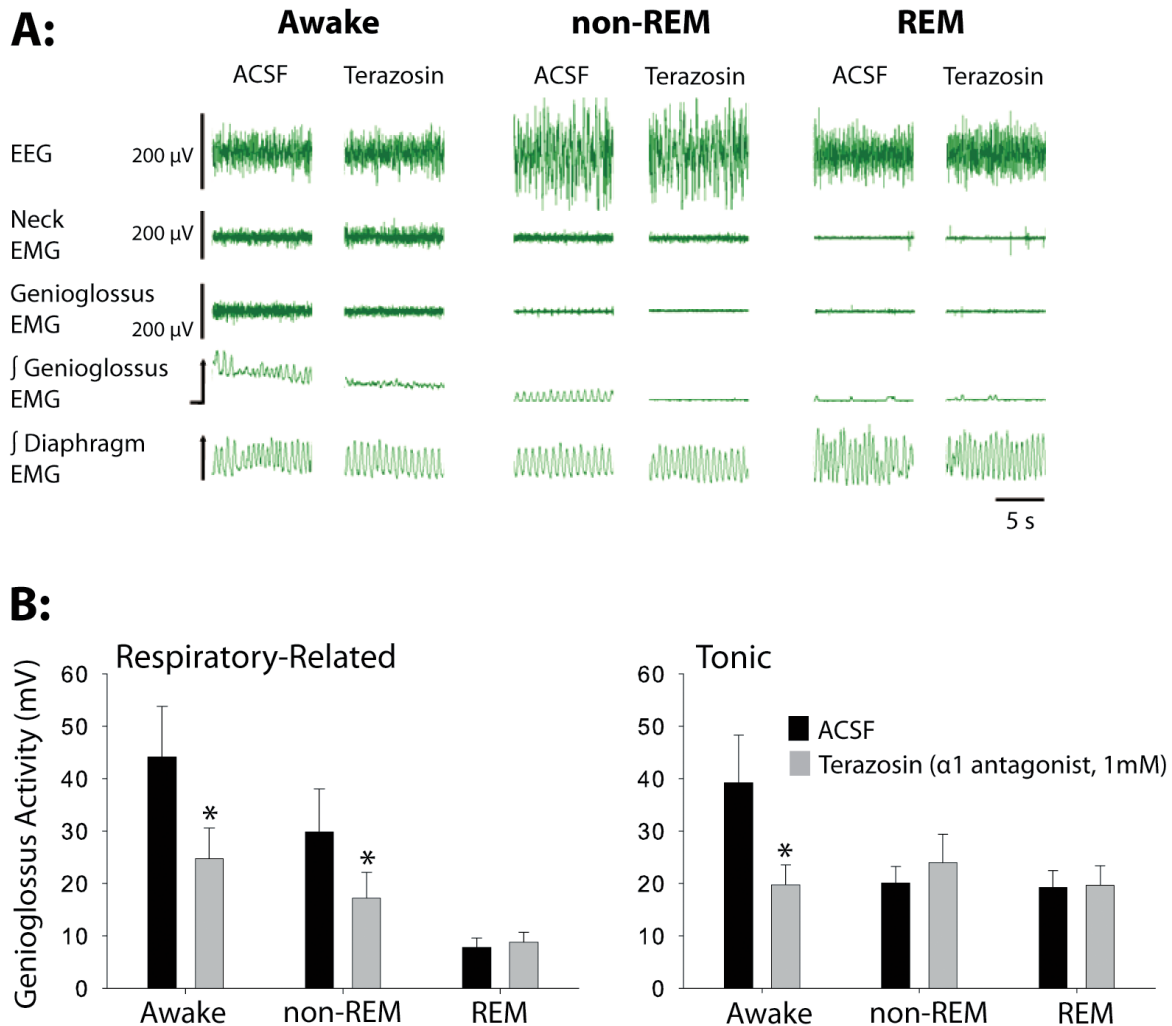 A:
Awake non-REM REM
ACSF Terazosin ACSF Terazosin ACSF Terazosin
EEG 200 µV
Neck
EMG 200 µV
Genioglossus
EMG 200 µV
∫ Genioglossus
EMG
∫ Diaphragm
EMG
5 s
B:
Respiratory-Related
Genioglossus Activity (mV)
60
50
40
30
20
10
0
* *
Awake non-REM REM
Tonic
60
50
40
30
20
10
0
ACSF
Terazosin (α1 antagonist, 1mM)
*
Awake non-REM REM